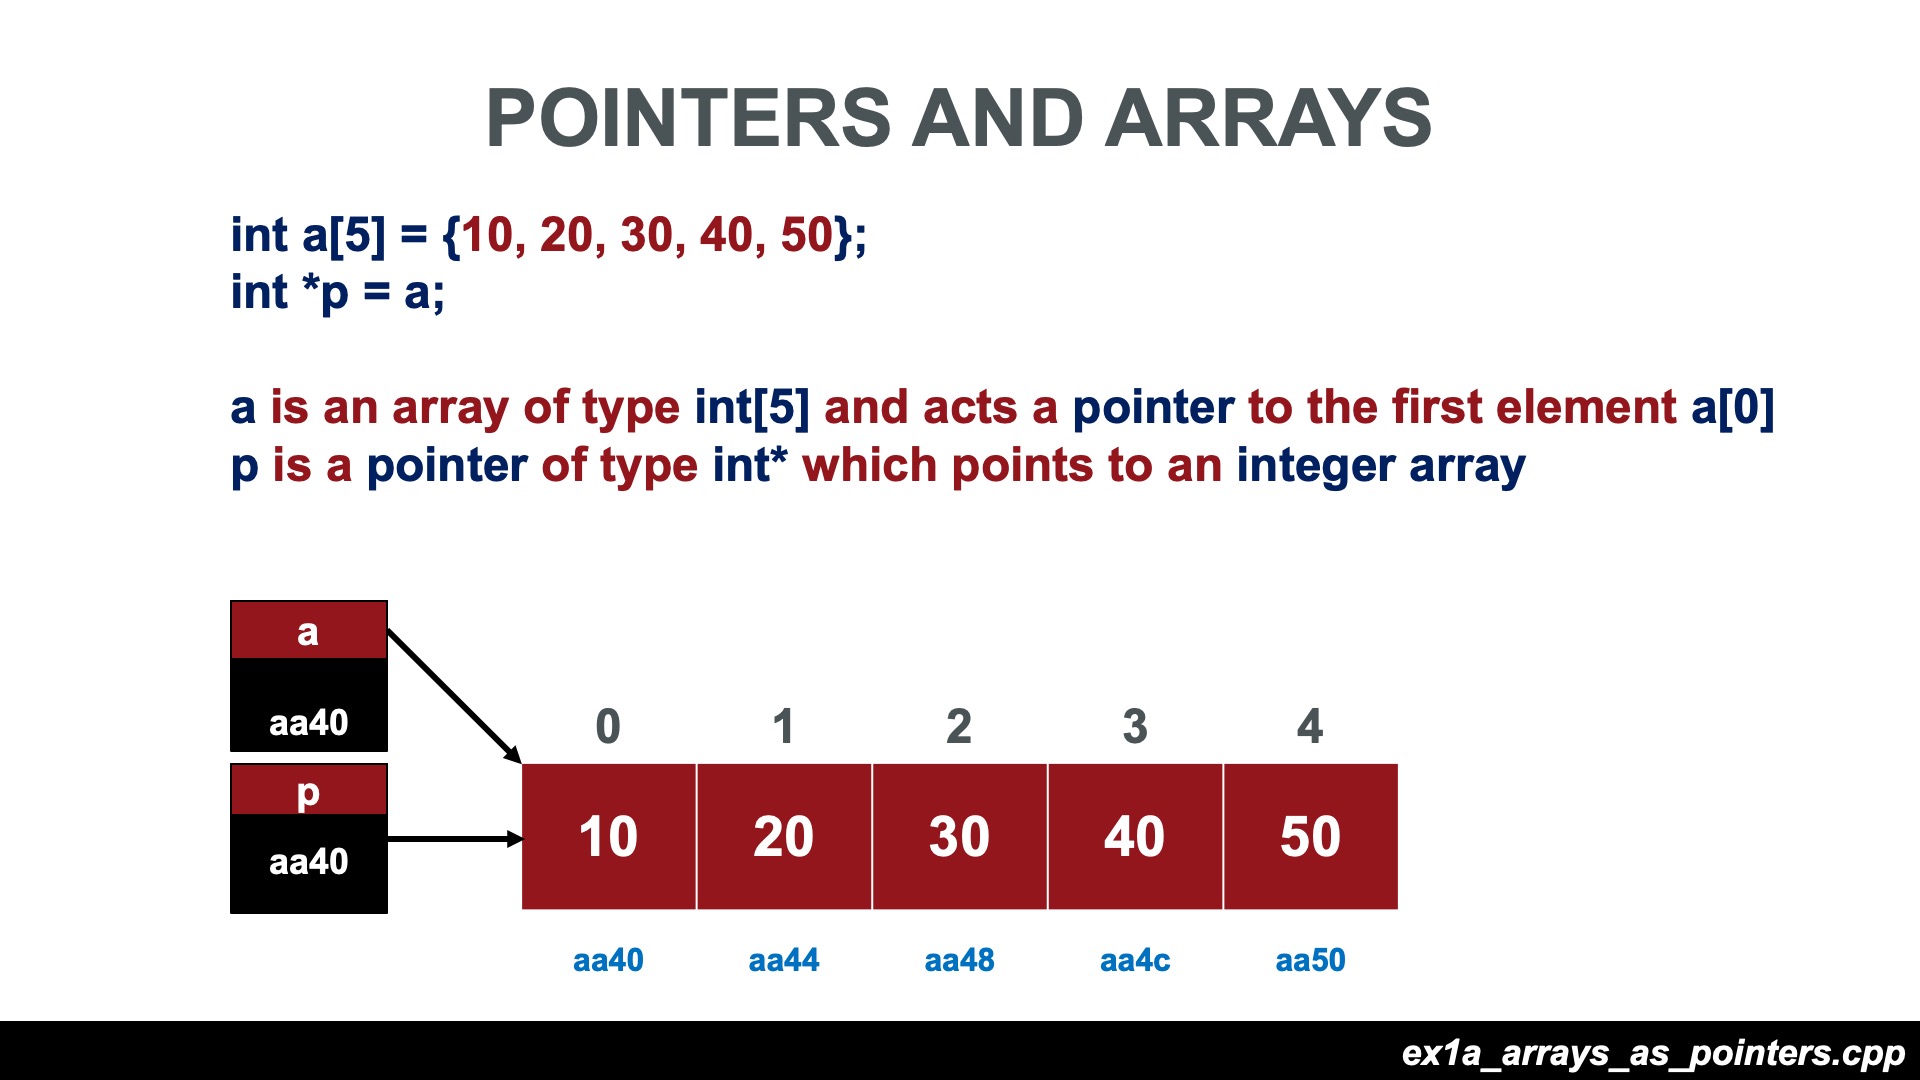 POINTERS AND ARRAYS
int a[5] = {10, 20, 30, 40, 50};
int *p = a;
a is an array of type int[5] and acts a pointer to the first element a[0]
p is a pointer of type int* which points to an integer array
a
aa40
p
aa40
0 1 2 3 4
10 20 30 40 50
aa40 aa44 aa48 aa4c aa50
ex1a_arrays_as_pointers.cpp